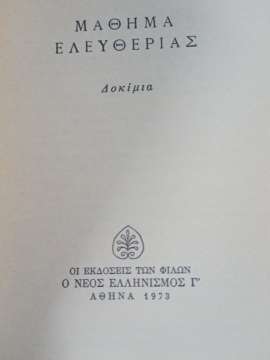 ΜΑΘΗΜΑ
ΕΛΕΥΘΕΡΙΑΣ
Δοκίμια
ΟΙ ΕΚΔΟΣΕΙΣ ΤΩΝ ΦΙΛΩΝ
Ο ΝΕΟΣ ΕΛΛΗΝΙΣΜΟΣ Γ'
ΑΘΗΝΑ 1973